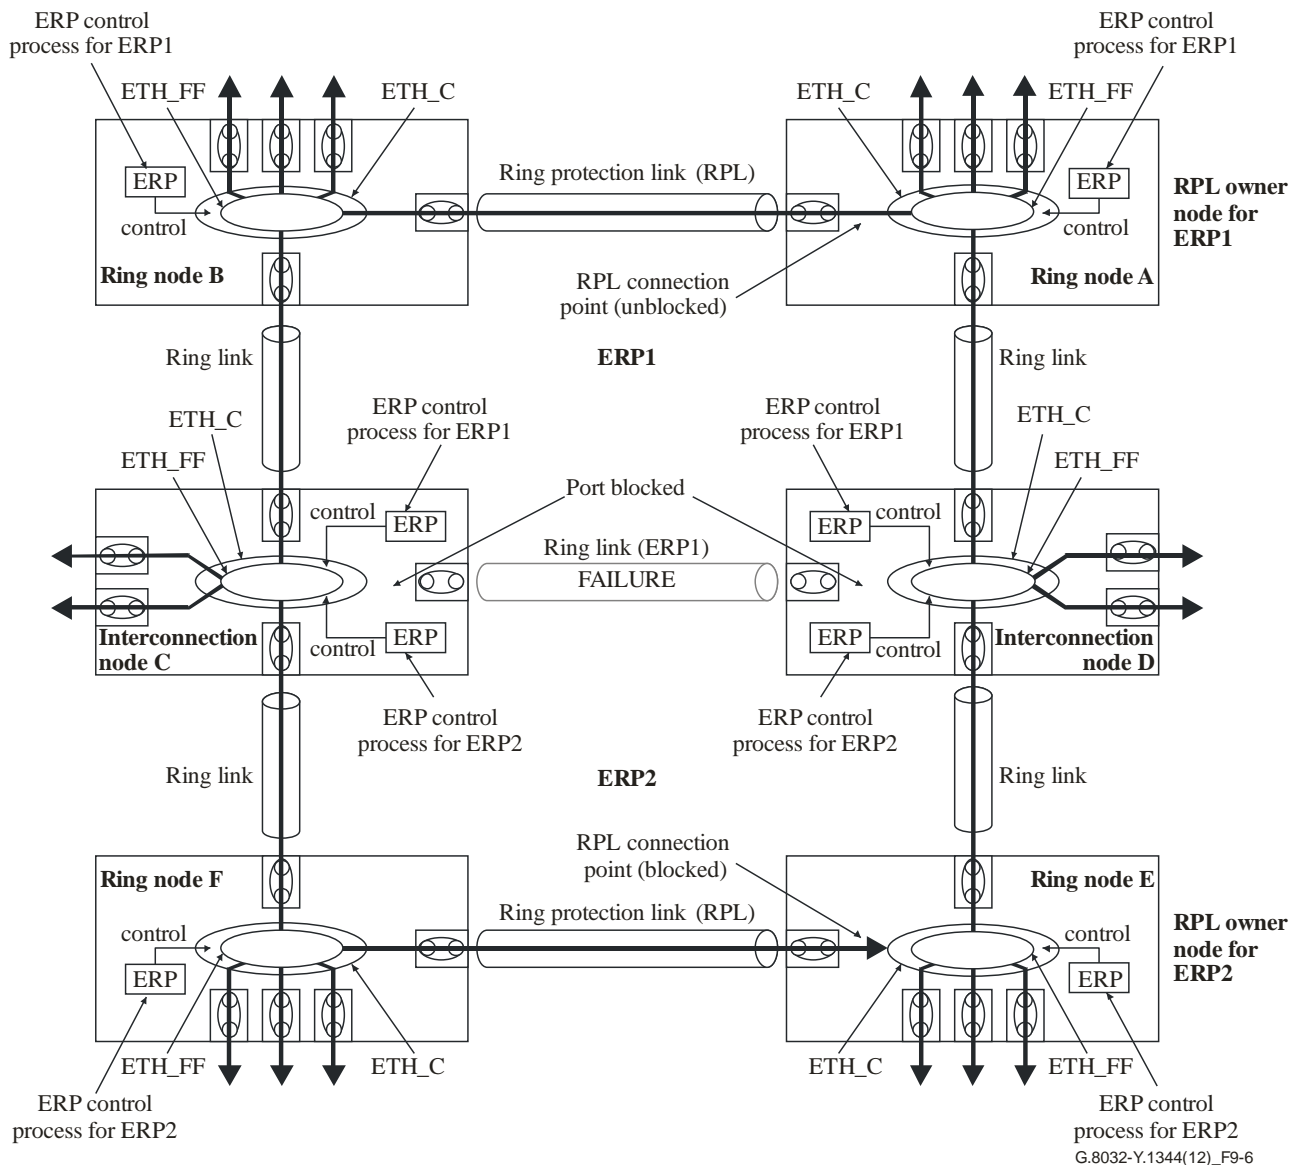 ERP control
process for ERP1
ERP control
process for ERP1
ETH_FF
ETH_C
ETH_C
ETH_FF
ERP
Ring protection link (RPL)
ERP
RPL owner
node for
ERP1
control
control
Ring node B
RPL connection
point (unblocked)
Ring node A
Ring link
ERP1
Ring link
ETH_C
ERP control
process for ERP1
ERP control
process for ERP1
ETH_C
ETH_FF
ETH_FF
Port blocked
control
ERP
ERP
control
Ring link (ERP1)
FAILURE
Interconnection
node C
control
ERP
ERP
control
Interconnection
node D
ERP control
process for ERP2
ERP control
process for ERP2
Ring link
ERP2
Ring link
RPL connection
point (blocked)
Ring node F
Ring node E
Ring protection link (RPL)
RPL owner
node for
ERP2
control
control
ERP
ERP
ETH_FF
ETH_C
ETH_C
ETH_FF
ERP control
process for ERP2
ERP control
process for ERP2
G.8032-Y.1344(12)_F9-6